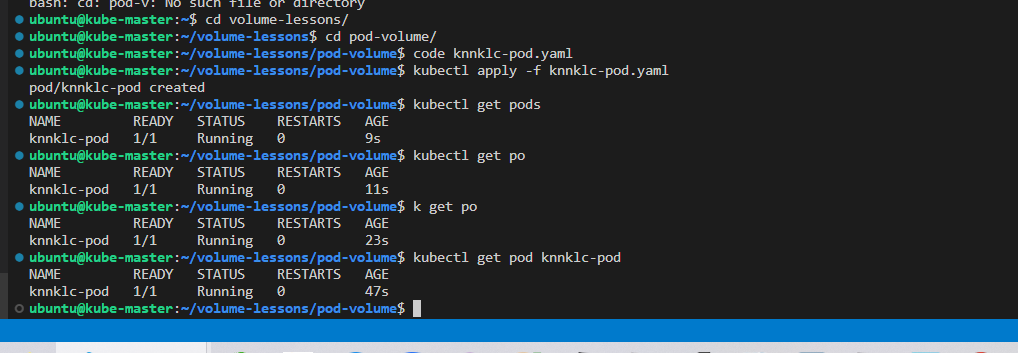 bash: cd: pod-v: No such file or directory
ubuntu@kube-master:~$ cd volume-lessons/
ubuntu@kube-master:~/volume-lessons$ cd pod-volume/
ubuntu@kube-master:~/volume-lessons/pod-volume$ code knnklc-pod.yaml
ubuntu@kube-master:~/volume-lessons/pod-volume$ kubectl apply -f knnklc-pod.yaml
pod/knnklc-pod created
ubuntu@kube-master:~/volume-lessons/pod-volume$ kubectl get pods
NAME READY STATUS RESTARTS AGE
knnklc-pod 1/1 Running 0 9s
ubuntu@kube-master:~/volume-lessons/pod-volume$ kubectl get po
NAME READY STATUS RESTARTS AGE
knnklc-pod 1/1 Running 0 11s
ubuntu@kube-master:~/volume-lessons/pod-volume$ k get po
NAME READY STATUS RESTARTS AGE
knnklc-pod 1/1 Running 0 23s
ubuntu@kube-master:~/volume-lessons/pod-volume$ kubectl get pod knnklc-pod
NAME READY STATUS RESTARTS AGE
knnklc-pod 1/1 Running 0 47s
ubuntu@kube-master:~/volume-lessons/pod-volume$